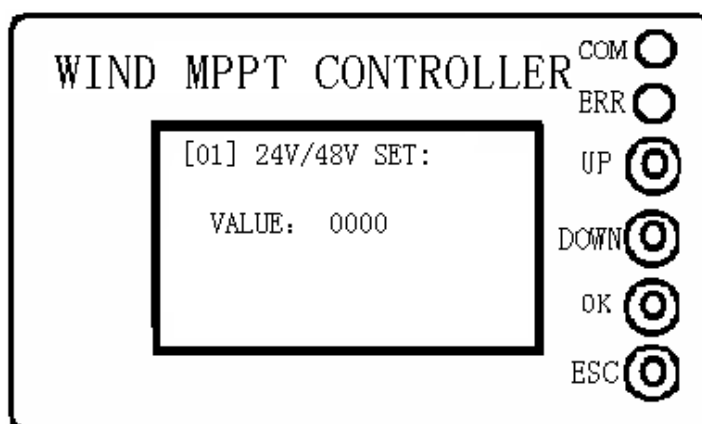 WIND MPPT CONTROLLER
COM
ERR
[01] 24V/48V SET:
UP
VALUE: 0000
DOWN
OK
ESC